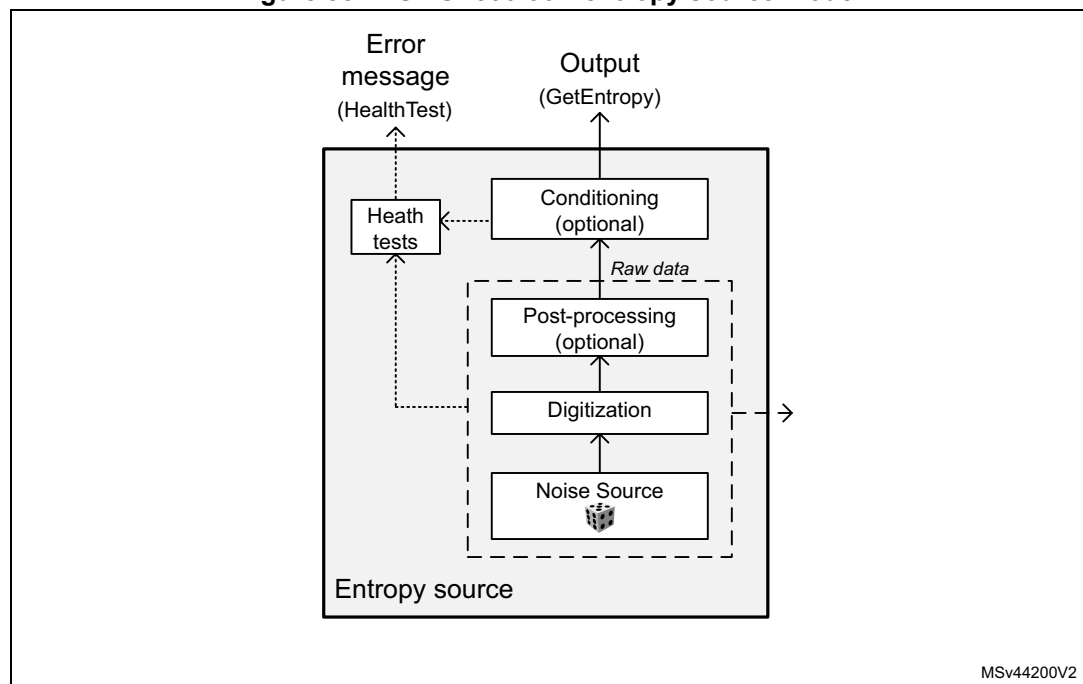 Error
message
(HealthTest)
Output
(GetEntropy)
Conditioning
(optional)
Heath
tests
Raw data
Post-processing
(optional)
Digitization
Noise Source
Entropy source
MSv44200V2